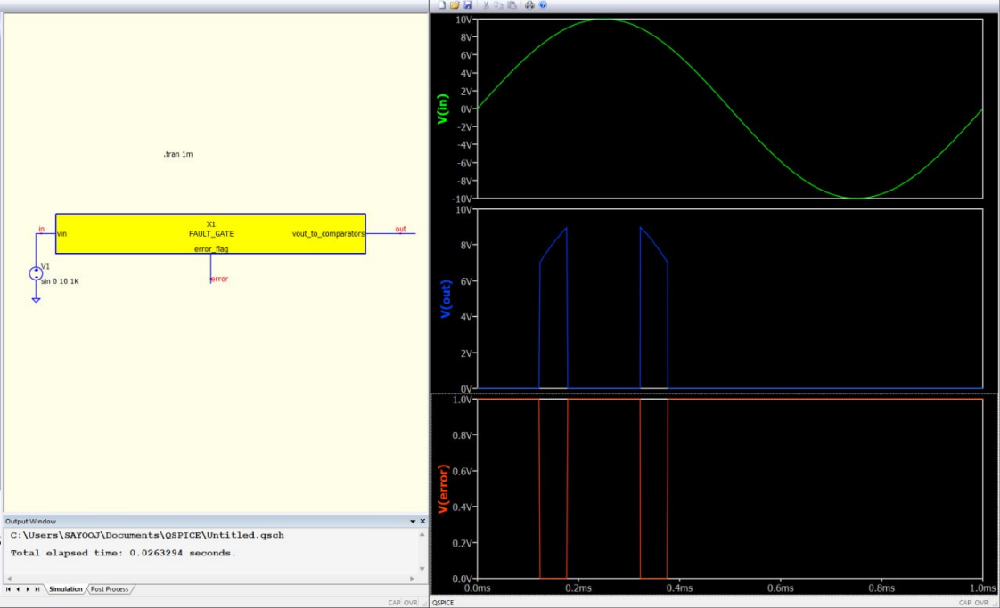 .tran 1m
X1
in
vin
FAULT_GATE
vout_to_comparators
out
error_flag
V1
error
sin 0 10 1K
Output Window
C:\Users\SAYOOJ\Documents\QSPICE\Untitled.qsch
Total elapsed time: 0.0263294 seconds.
Simulation
Post Process
CAP OVR
V(in)
10V
8V
6V
4V
2V
0V
-2V
-4V
-6V
-8V
-10V
V(out)
10V
8V
6V
4V
2V
0V
V(error)
1.0V
0.8V
0.6V
0.4V
0.2V
0.0V
0.0ms 0.2ms 0.4ms 0.6ms 0.8ms 1.0ms
QSPICE
CAP OVR